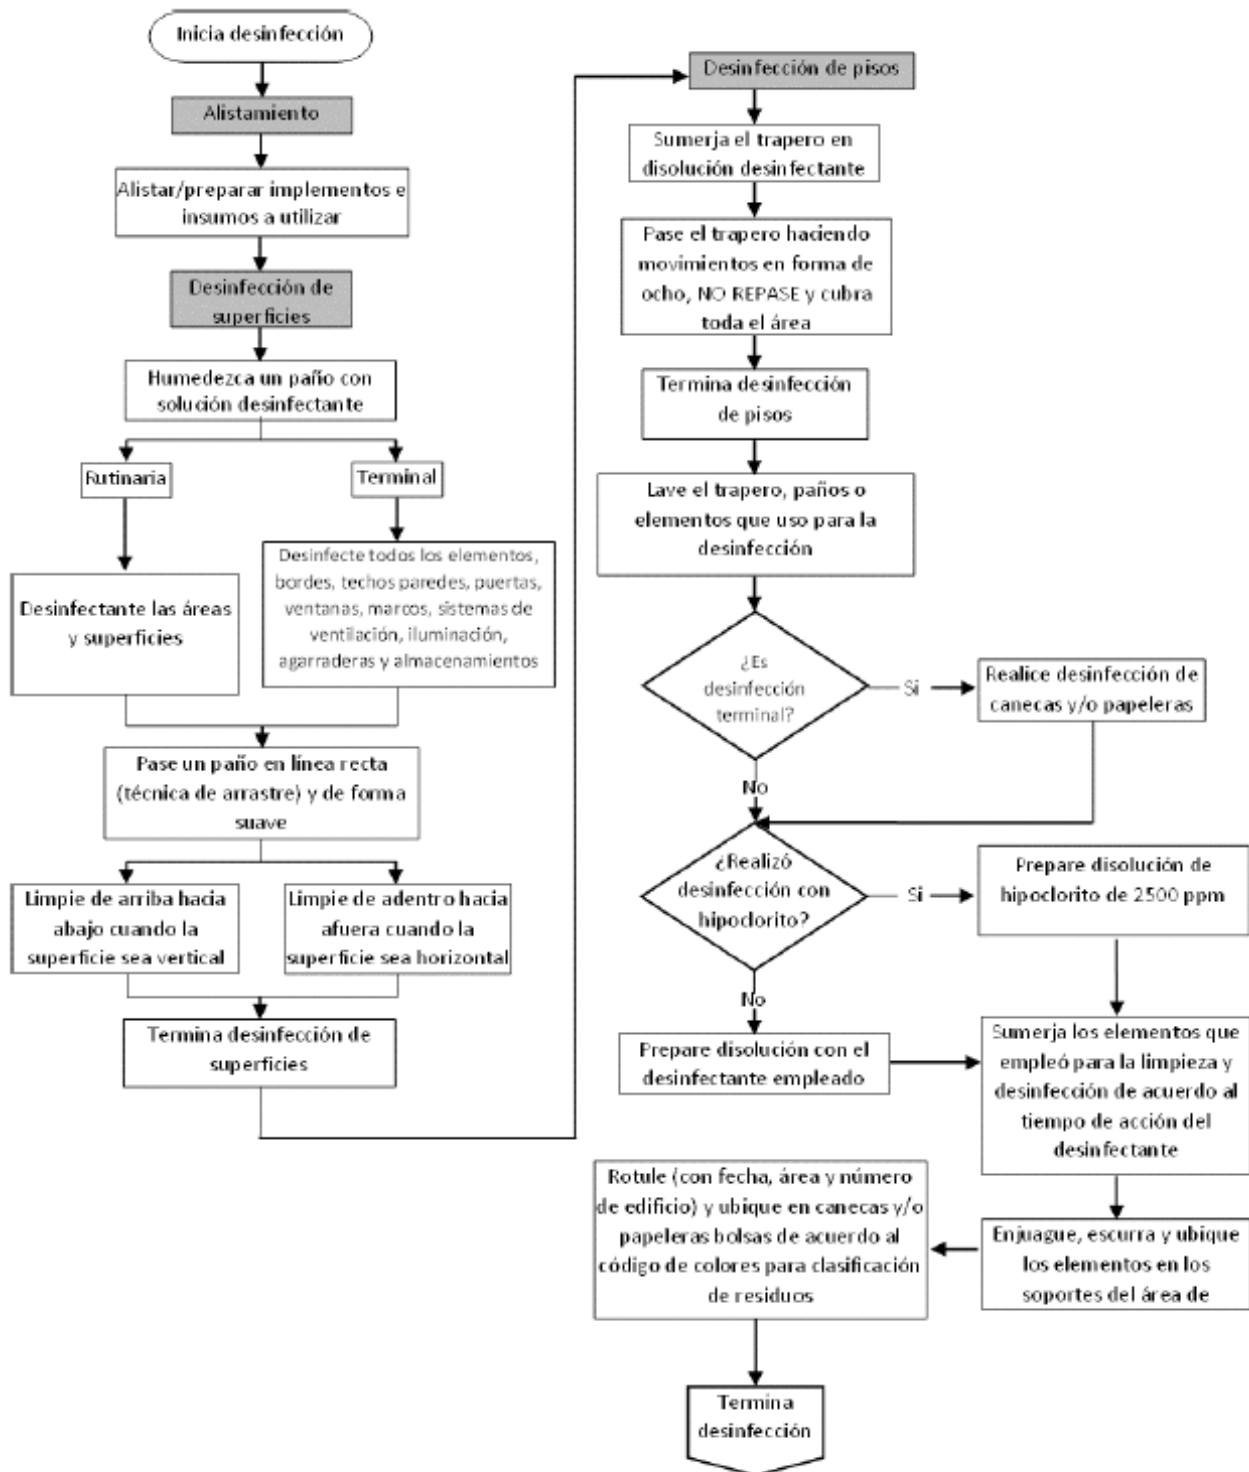 Inicia desinfección
Alistamiento
Alistar/preparar implementos e
insumos a utilizar
Desinfección de
superficies
Humedezca un paño con
solución desinfectante
Rutinaria
Terminal
Desinfectante las áreas
y superficies
Desinfecte todos los elementos,
bordes, techos paredes, puertas,
ventanas, marcos, sistemas de
ventilación, iluminación,
agarraderas y almacenamientos
Pase un paño en línea recta
(técnica de arrastre) y de forma
suave
Limpie de arriba hacia
abajo cuando la
superficie sea vertical
Limpie de adentro hacia
afuera cuando la
superficie sea horizontal
Termina desinfección de
superficies
Desinfección de pisos
Sumerja el trapero en
disolución desinfectante
Pase el trapero haciendo
movimientos en forma de
ocho, NO REPASE y cubra
toda el área
Termina desinfección
de pisos
Lave el trapero, paños o
elementos que uso para la
desinfección
¿Es
desinfección
terminal?
Si
Realice desinfección de
canecas y/o papeleras
No
¿Realizó
desinfección con
hipoclorito?
Si
Prepare disolución de
hipoclorito de 2500 ppm
No
Prepare disolución con el
desinfectante empleado
Sumerja los elementos que
empleó para la limpieza y
desinfección de acuerdo al
tiempo de acción del
desinfectante
Enjuague, escurra y ubique
los elementos en los
soportes del área de
Rotule (con fecha, área y número
de edificio) y ubique en canecas y/o
papeleras bolsas de acuerdo al
código de colores para clasificación
de residuos
Termina
desinfección